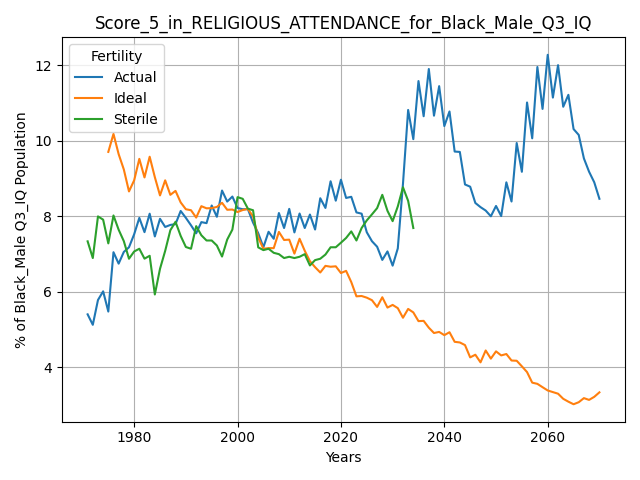 Score_5_in_RELIGIOUS_ATTENDANCE_for_Black_Male_Q3_IQ
Fertility
Actual
Ideal
Sterile
% of Black_Male Q3_IQ Population
12
10
8
6
4
1980 2000 2020 2040 2060
Years